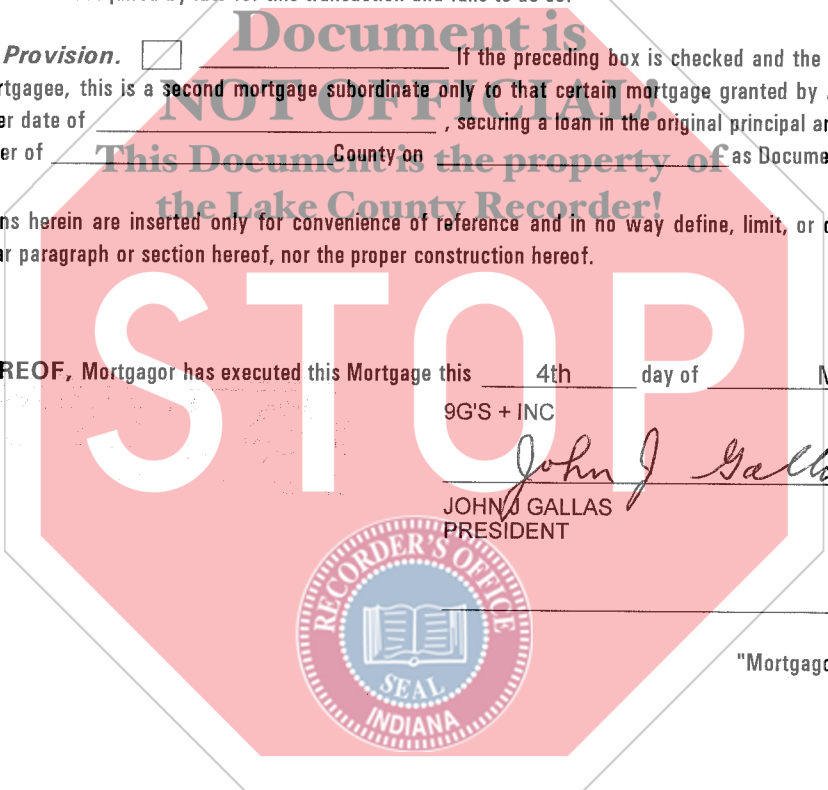 Document is
Provision. If the preceding box is checked and the
NOT OFFICIAL!
rtgagee, this is a second mortgage subordinate only to that certain mortgage granted by
er date of , securing a loan in the original principal
This Document is the property of
er of County on as Docume
the Lake County Recorder!
ns herein are inserted only for convenience of reference and in no way define, limit, or
ar paragraph or section hereof, nor the proper construction hereof.
STOP
REOF, Mortgagor has executed this Mortgage this 4th day of
9G'S + INC
John J Galla
JOHN J GALLAS
PRESIDENT
RECORDER'S OFFICE
SEAL
INDIANA
"Mortgago